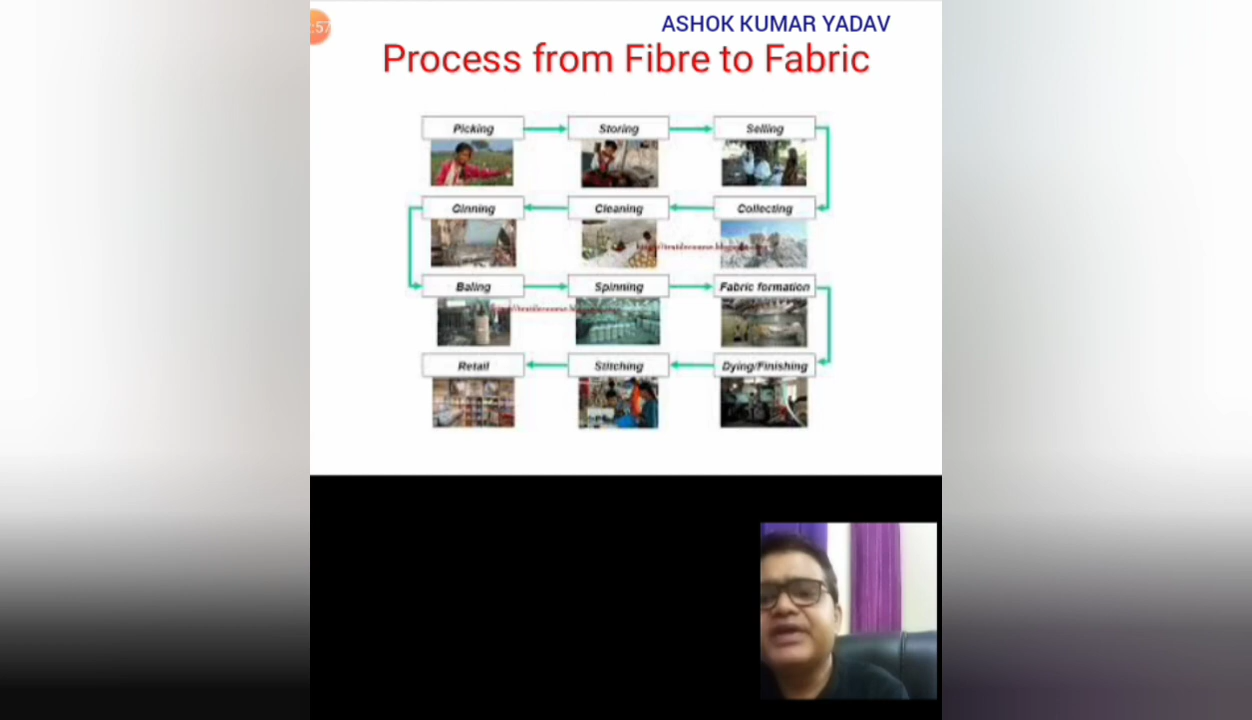 :57
ASHOK KUMAR YADAV
Process from Fibre to Fabric
Picking
Storing
Selling
Ginning
Cleaning
Collecting
Baling
Spinning
Fabric formation
Retail
Stitching
Dying/Finishing